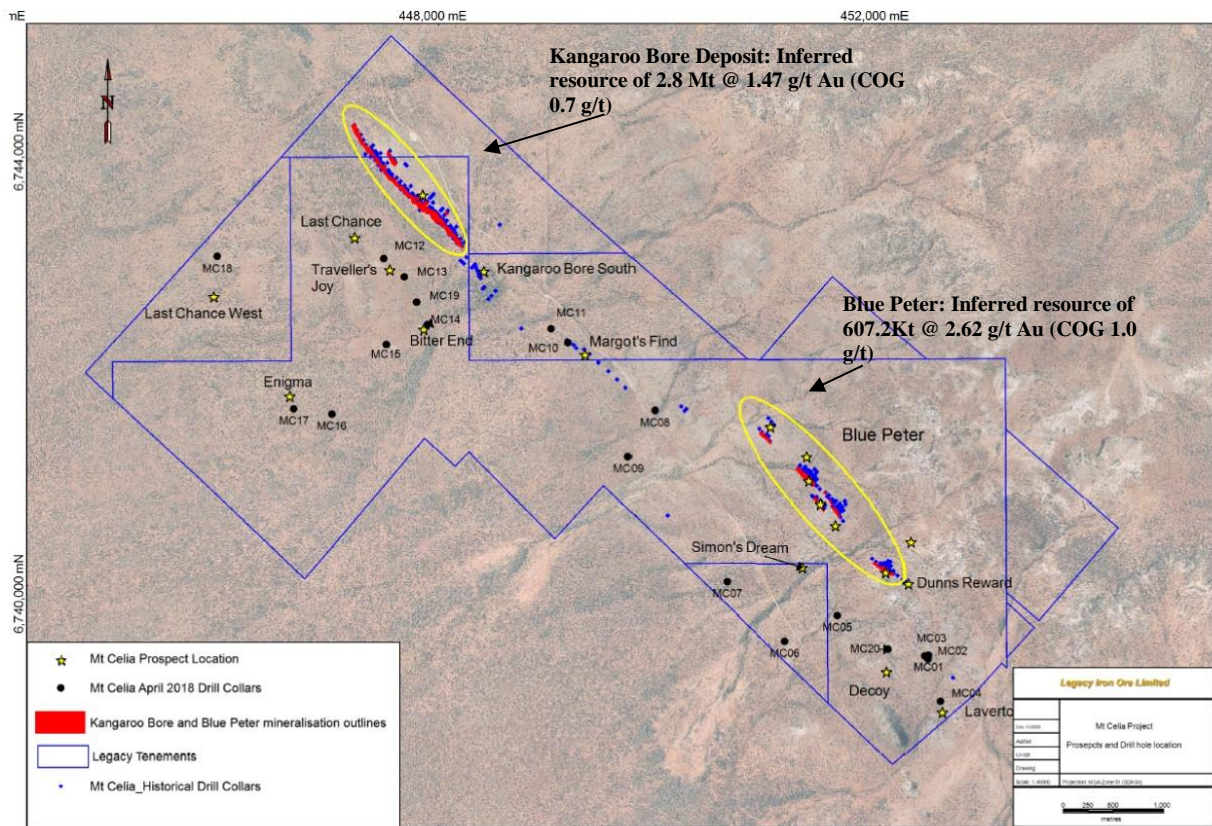 mE
448,000 mE
452,000 mE
6,744,000 mN
6,740,000 mN
N
Kangaroo Bore Deposit: Inferred
resource of 2.8 Mt @ 1.47 g/t Au (COG
0.7 g/t)
Last Chance
MC12
MC18
Traveller's
Joy
MC13
Kangaroo Bore South
Last Chance West
MC19
MC14
Bitter End
MC15
MC11
MC10
Margot's Find
Blue Peter: Inferred resource of
607.2Kt @ 2.62 g/t Au (COG 1.0
g/t)
Enigma
MC17
MC16
MC08
MC09
Blue Peter
Simon's Dream
MC07
Dunns Reward
MC05
MC06
MC03
MC20
MC02
MC01
Decoy
MC04
Laverto
Mt Celia Prospect Location
Mt Celia April 2018 Drill Collars
Kangaroo Bore and Blue Peter mineralisation outlines
Legacy Tenements
Mt Celia_Historical Drill Collars
Legacy Iron Ore Limited
Mt Celia Project
Prosepcts and Drill hole location
Author
Drawing
0 250 500 1,000
metres